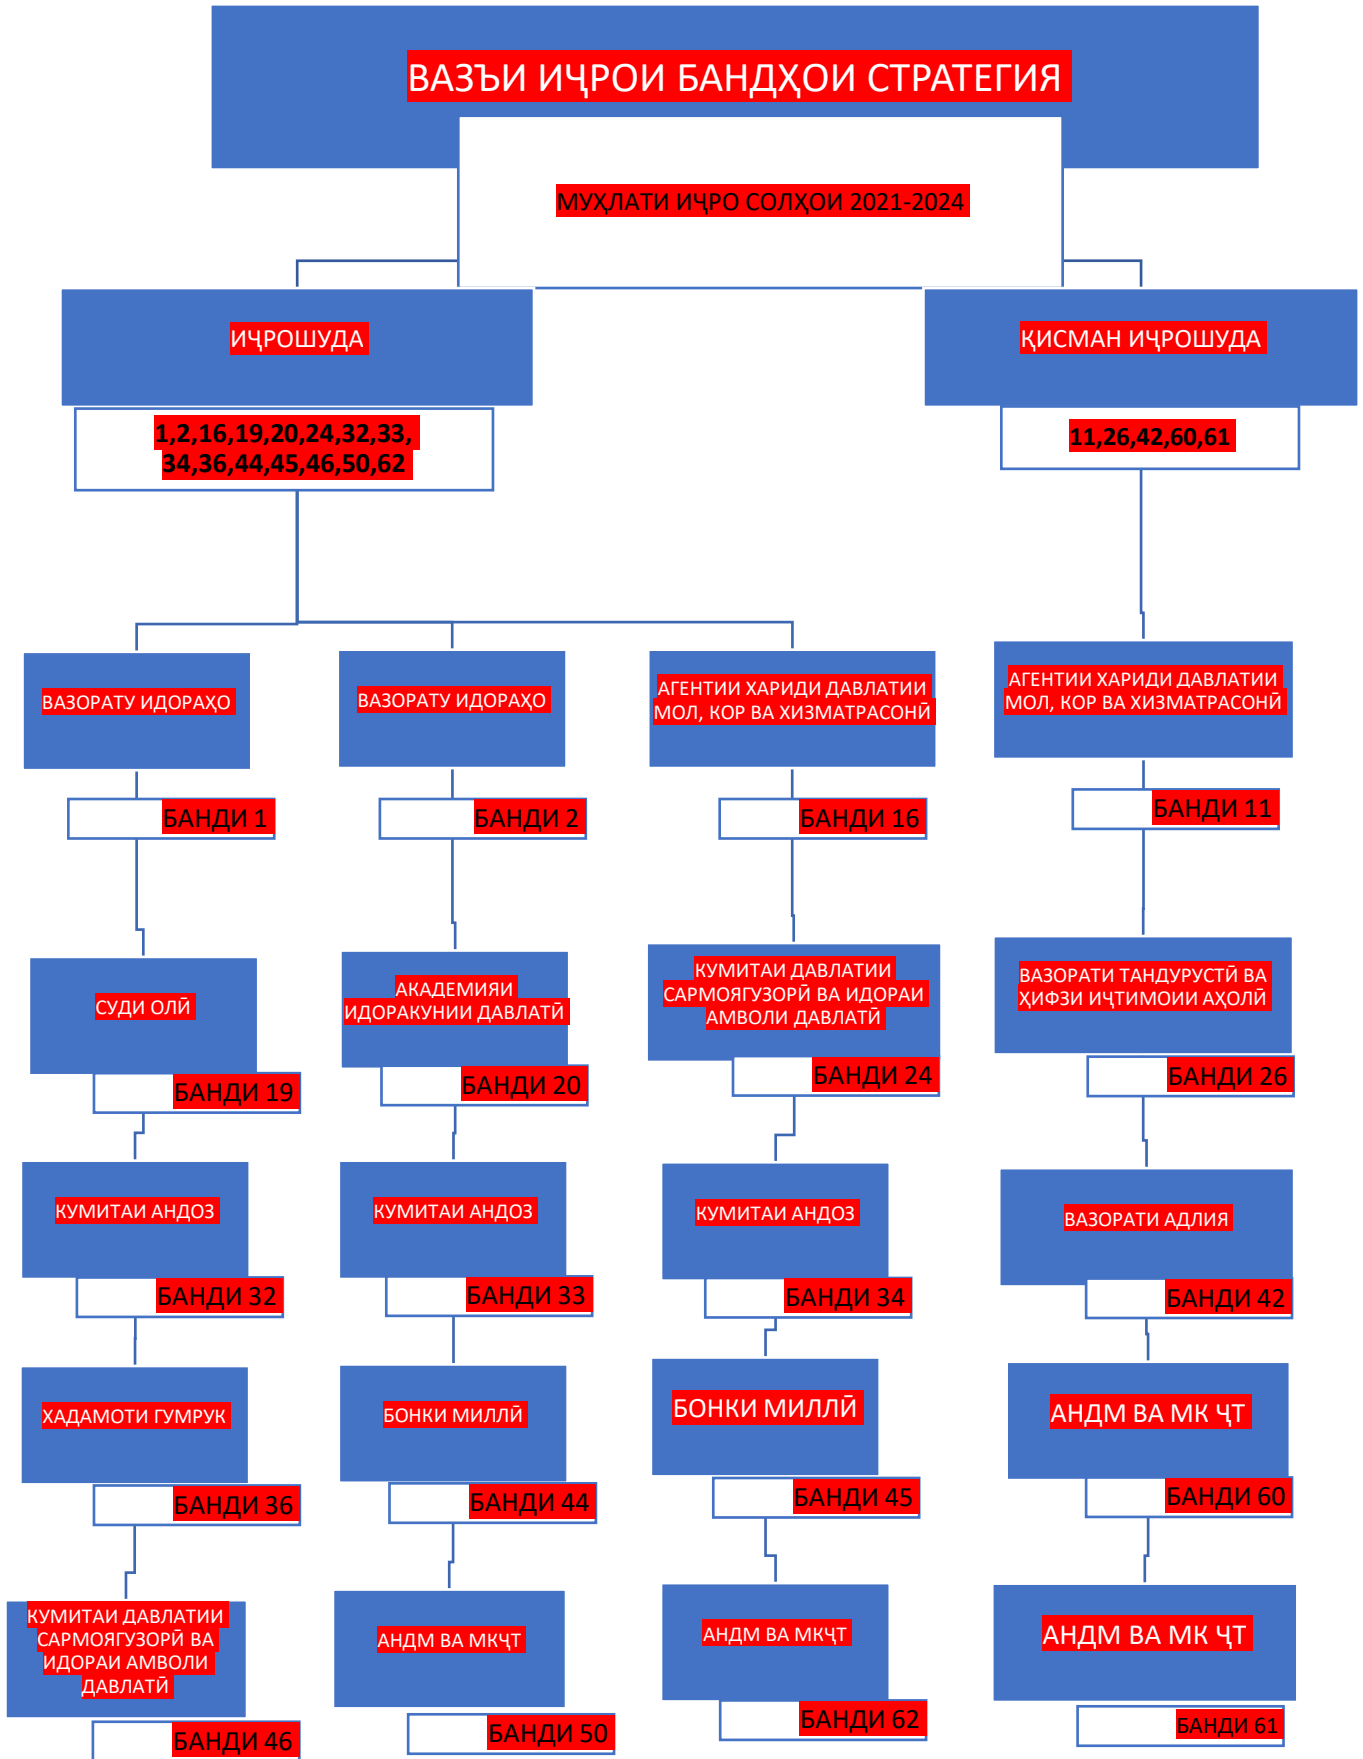 ВАЗЪИ ИҶРОИ БАНДҲОИ СТРАТЕГИЯ
МУҲЛАТИ ИҶРО СОЛҲОИ 2021-2024
ИҶРОШУДА
ҚИСМАН ИҶРОШУДА
1,2,16,19,20,24,32,33,
34,36,44,45,46,50,62
11,26,42,60,61
ВАЗОРАТУ ИДОРАҲО
ВАЗОРАТУ ИДОРАҲО
АГЕНТИИ ХАРИДИ ДАВЛАТИИ
МОЛ, КОР ВА ХИЗМАТРАСОНӢ
АГЕНТИИ ХАРИДИ ДАВЛАТИИ
МОЛ, КОР ВА ХИЗМАТРАСОНӢ
БАНДИ 1
БАНДИ 2
БАНДИ 16
БАНДИ 11
СУДИ ОЛӢ
АКАДЕМИЯИ
ИДОРАКУНИИ ДАВЛАТӢ
КУМИТАИ ДАВЛАТИИ
САРМОЯГУЗОРӢ ВА ИДОРАИ
АМВОЛИ ДАВЛАТӢ
ВАЗОРАТИ ТАНДУРУСТӢ ВА
ҲИФЗИ ИҶТИМОИИ АҲОЛӢ
БАНДИ 19
БАНДИ 20
БАНДИ 24
БАНДИ 26
КУМИТАИ АНДОЗ
КУМИТАИ АНДОЗ
КУМИТАИ АНДОЗ
ВАЗОРАТИ АДЛИЯ
БАНДИ 32
БАНДИ 33
БАНДИ 34
БАНДИ 42
ХАДАМОТИ ГУМРУК
БОНКИ МИЛЛӢ
БОНКИ МИЛЛӢ
АНДМ ВА МК ҶТ
БАНДИ 36
БАНДИ 44
БАНДИ 45
БАНДИ 60
КУМИТАИ ДАВЛАТИИ
САРМОЯГУЗОРӢ ВА
ИДОРАИ АМВОЛИ
ДАВЛАТӢ
АНДМ ВА МКҶТ
АНДМ ВА МКҶТ
АНДМ ВА МК ҶТ
БАНДИ 46
БАНДИ 50
БАНДИ 62
БАНДИ 61